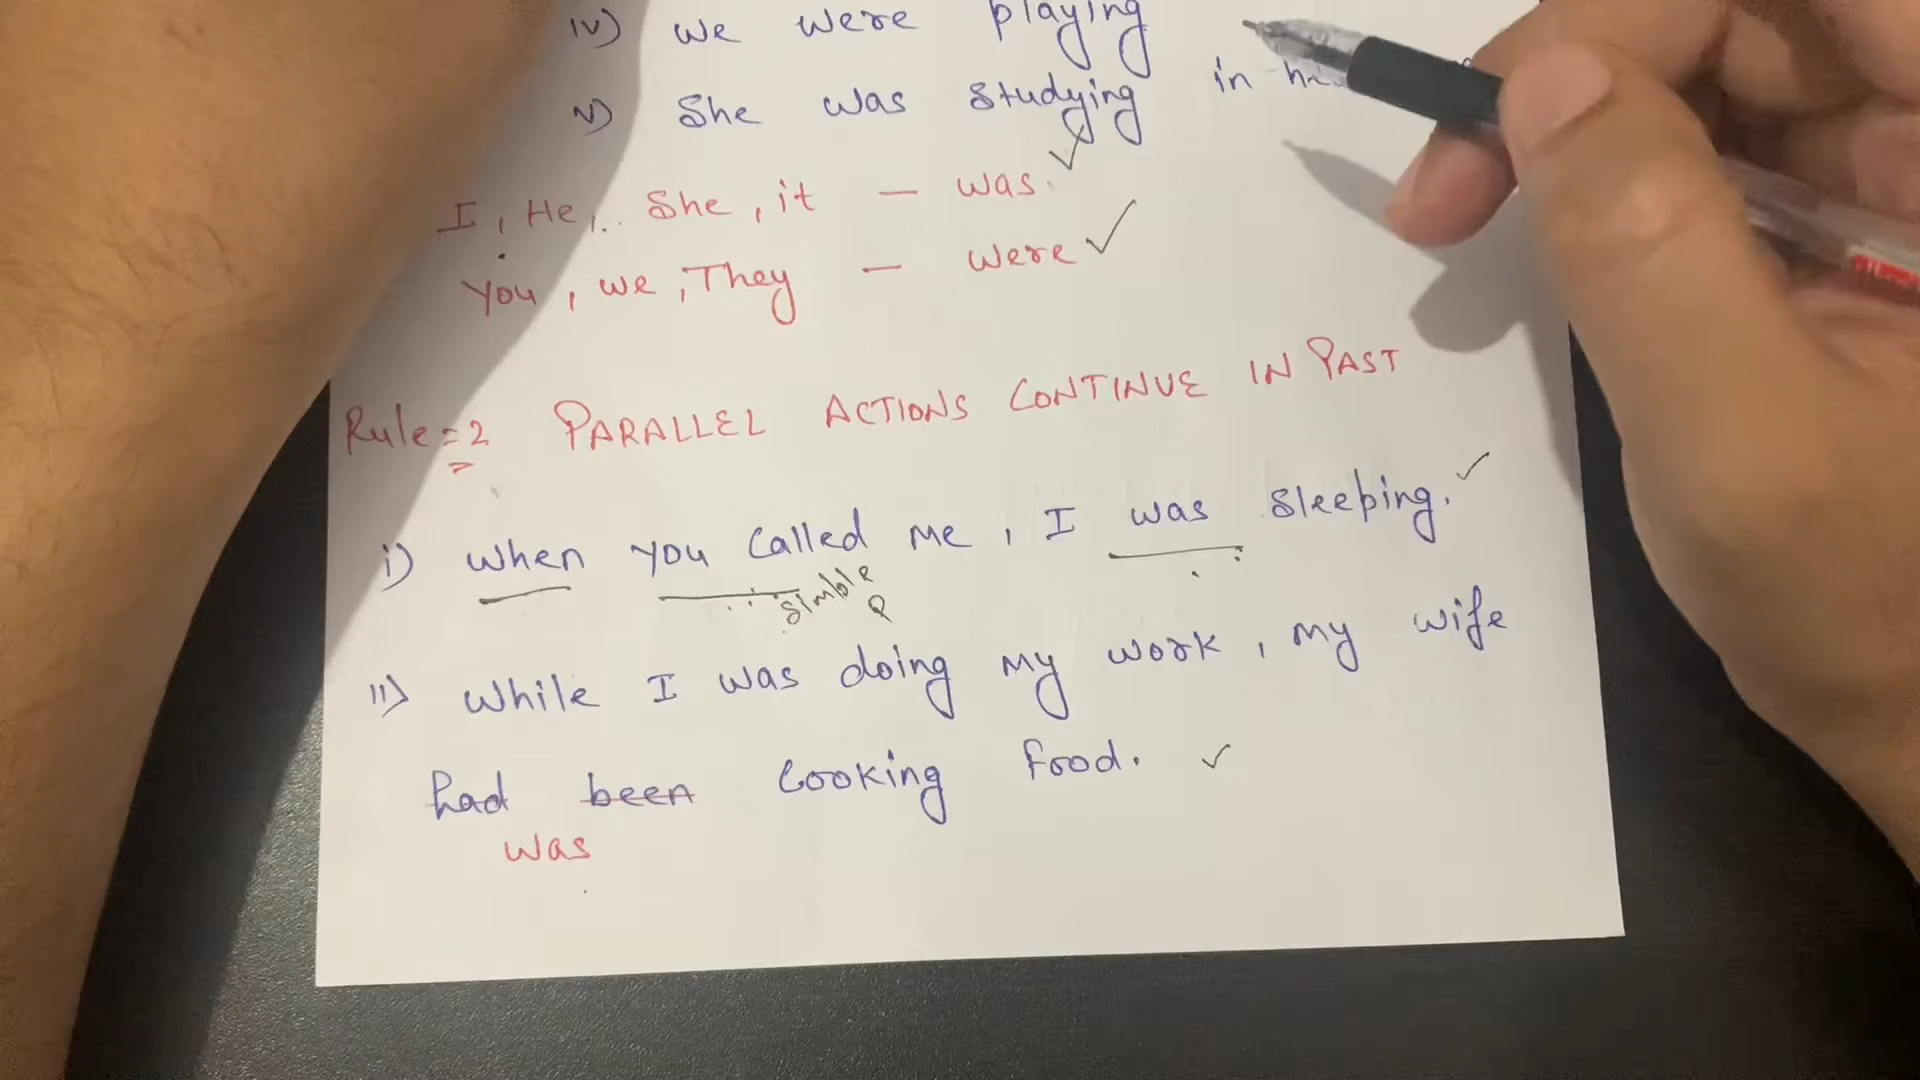 iv) we were playing
v) She was studying in
I, He, She, it – was.
You, we, They – were
Rule=2 PARALLEL ACTIONS CONTINUE IN PAST
i) when you called me, I was sleeping.
simple P
ii) while I was doing my work, my wife
had been cooking food.
was